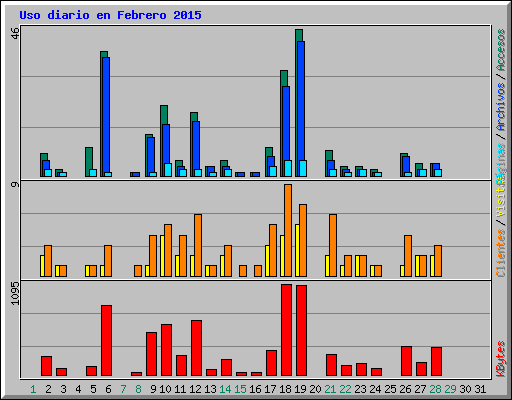 Uso diario en Febrero 2015
46
9
1095
Accesos
/
Archivos
/
Páginas
Visitas
/
Clientes
KBytes
1 2 3 4 5 6 7 8 9 10 11 12 13 14 15 16 17 18 19 20 21 22 23 24 25 26 27 28 29 30 31